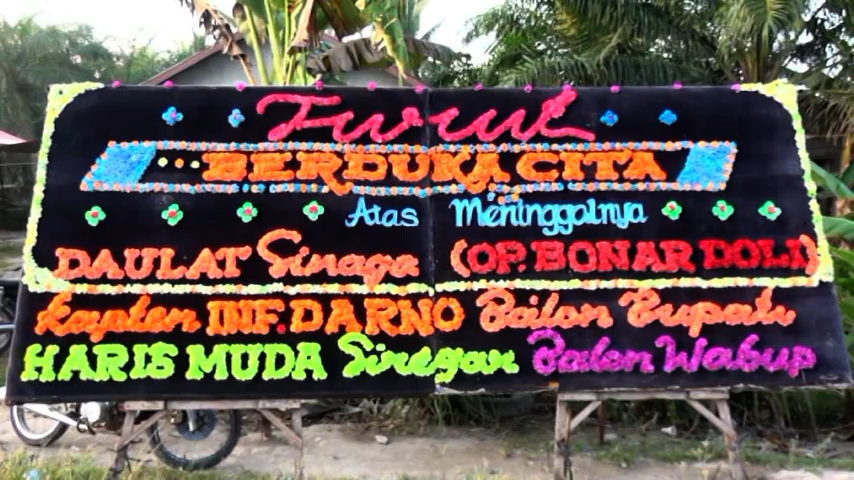 Turut
BERDUKA CITA
Atas Meninggalnya
DAULAT Sinaga (OP. BONAR DOLI)
Kapten INF. DARNO Balon Bupati
HARIS MUDA Siregar Balon Wabup